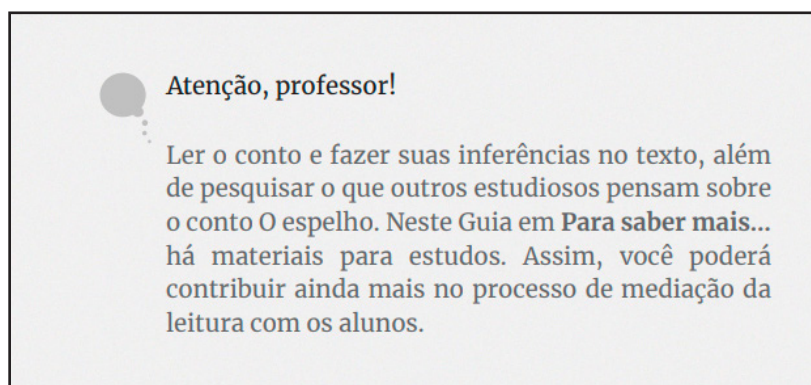 Atenção, professor!
Ler o conto e fazer suas inferências no texto, além
de pesquisar o que outros estudiosos pensam sobre
o conto O espelho. Neste Guia em Para saber mais...
há materiais para estudos. Assim, você poderá
contribuir ainda mais no processo de mediação da
leitura com os alunos.